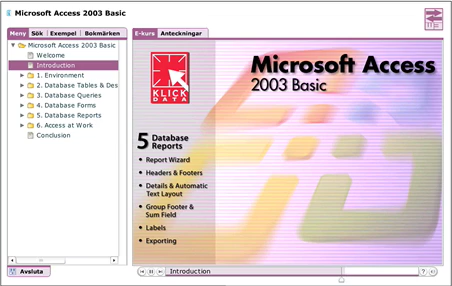 Microsoft Access 2003 Basic
Meny Sök Exempel Bokmärken
Microsoft Access 2003 Basic
Welcome
Introduction
1. Environment
2. Database Tables & Des
3. Database Queries
4. Database Forms
5. Database Reports
6. Access at Work
Conclusion
Avsluta
E-kurs Anteckningar
KLICK
DATA
Microsoft Access
2003 Basic
5 Database
Reports
• Report Wizard
• Headers & Footers
• Details & Automatic
Text Layout
• Group Footer &
Sum Field
• Labels
• Exporting
Introduction
?